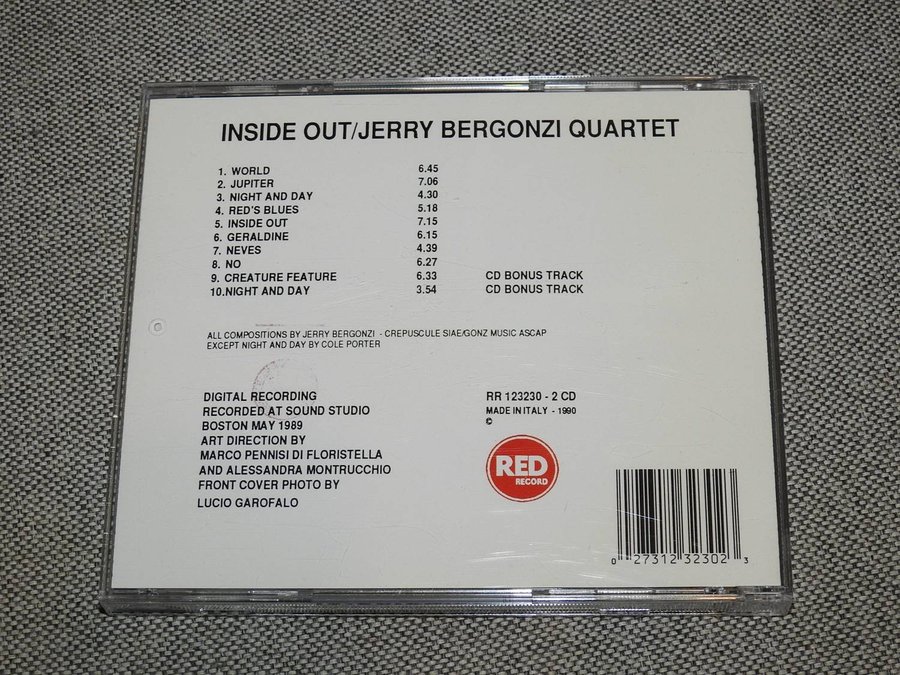 INSIDE OUT/JERRY BERGONZI QUARTET
1. WORLD 6.45
2. JUPITER 7.06
3. NIGHT AND DAY 4.30
4. RED'S BLUES 5.18
5. INSIDE OUT 7.15
6. GERALDINE 6.15
7. NEVES 4.39
8. NO 6.27
9. CREATURE FEATURE 6.33 CD BONUS TRACK
10.NIGHT AND DAY 3.54 CD BONUS TRACK
ALL COMPOSITIONS BY JERRY BERGONZI - CREPUSCULE SIAE/GONZ MUSIC ASCAP
EXCEPT NIGHT AND DAY BY COLE PORTER
DIGITAL RECORDING
RECORDED AT SOUND STUDIO
BOSTON MAY 1989
ART DIRECTION BY
MARCO PENNISI DI FLORISTELLA
AND ALESSANDRA MONTRUCCHIO
FRONT COVER PHOTO BY
LUCIO GAROFALO
RR 123230 - 2 CD
MADE IN ITALY - 1990
©
RED
RECORD
0 27312 32302 3